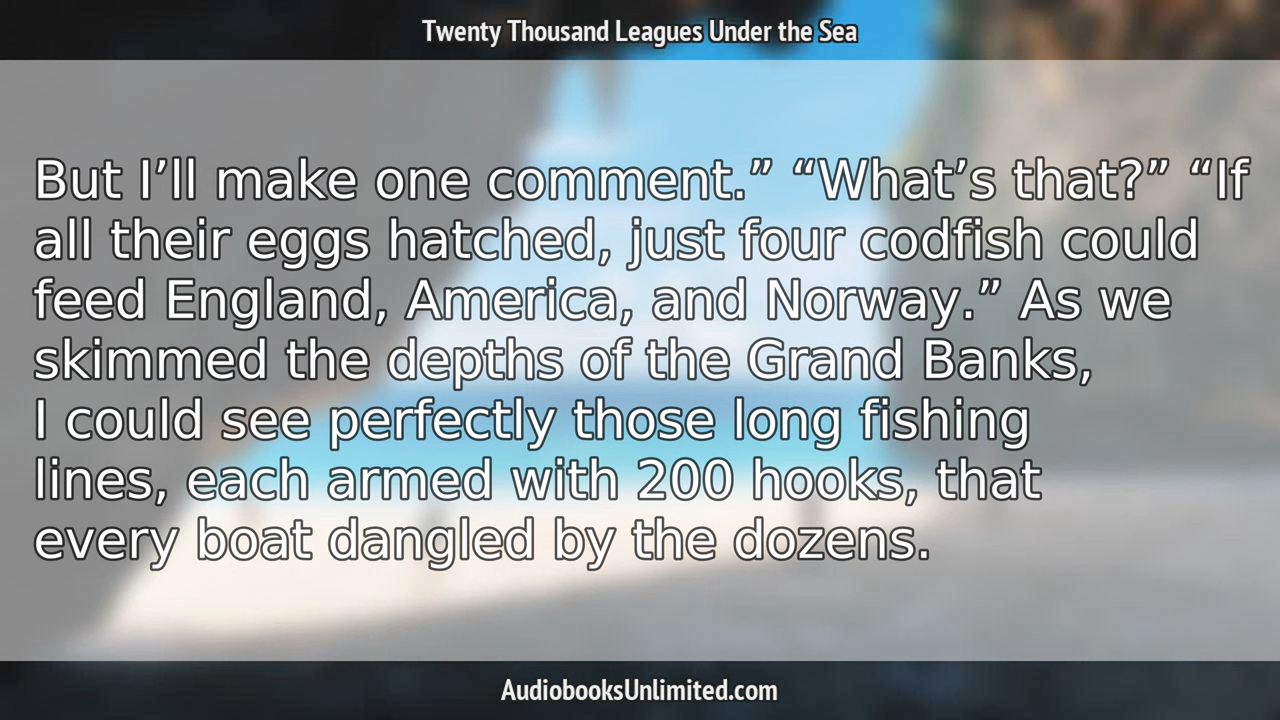 Twenty Thousand Leagues Under the Sea
But I’ll make one comment.” “What’s that?” “If
all their eggs hatched, just four codfish could
feed England, America, and Norway.” As we
skimmed the depths of the Grand Banks,
I could see perfectly those long fishing
lines, each armed with 200 hooks, that
every boat dangled by the dozens.
AudiobooksUnlimited.com